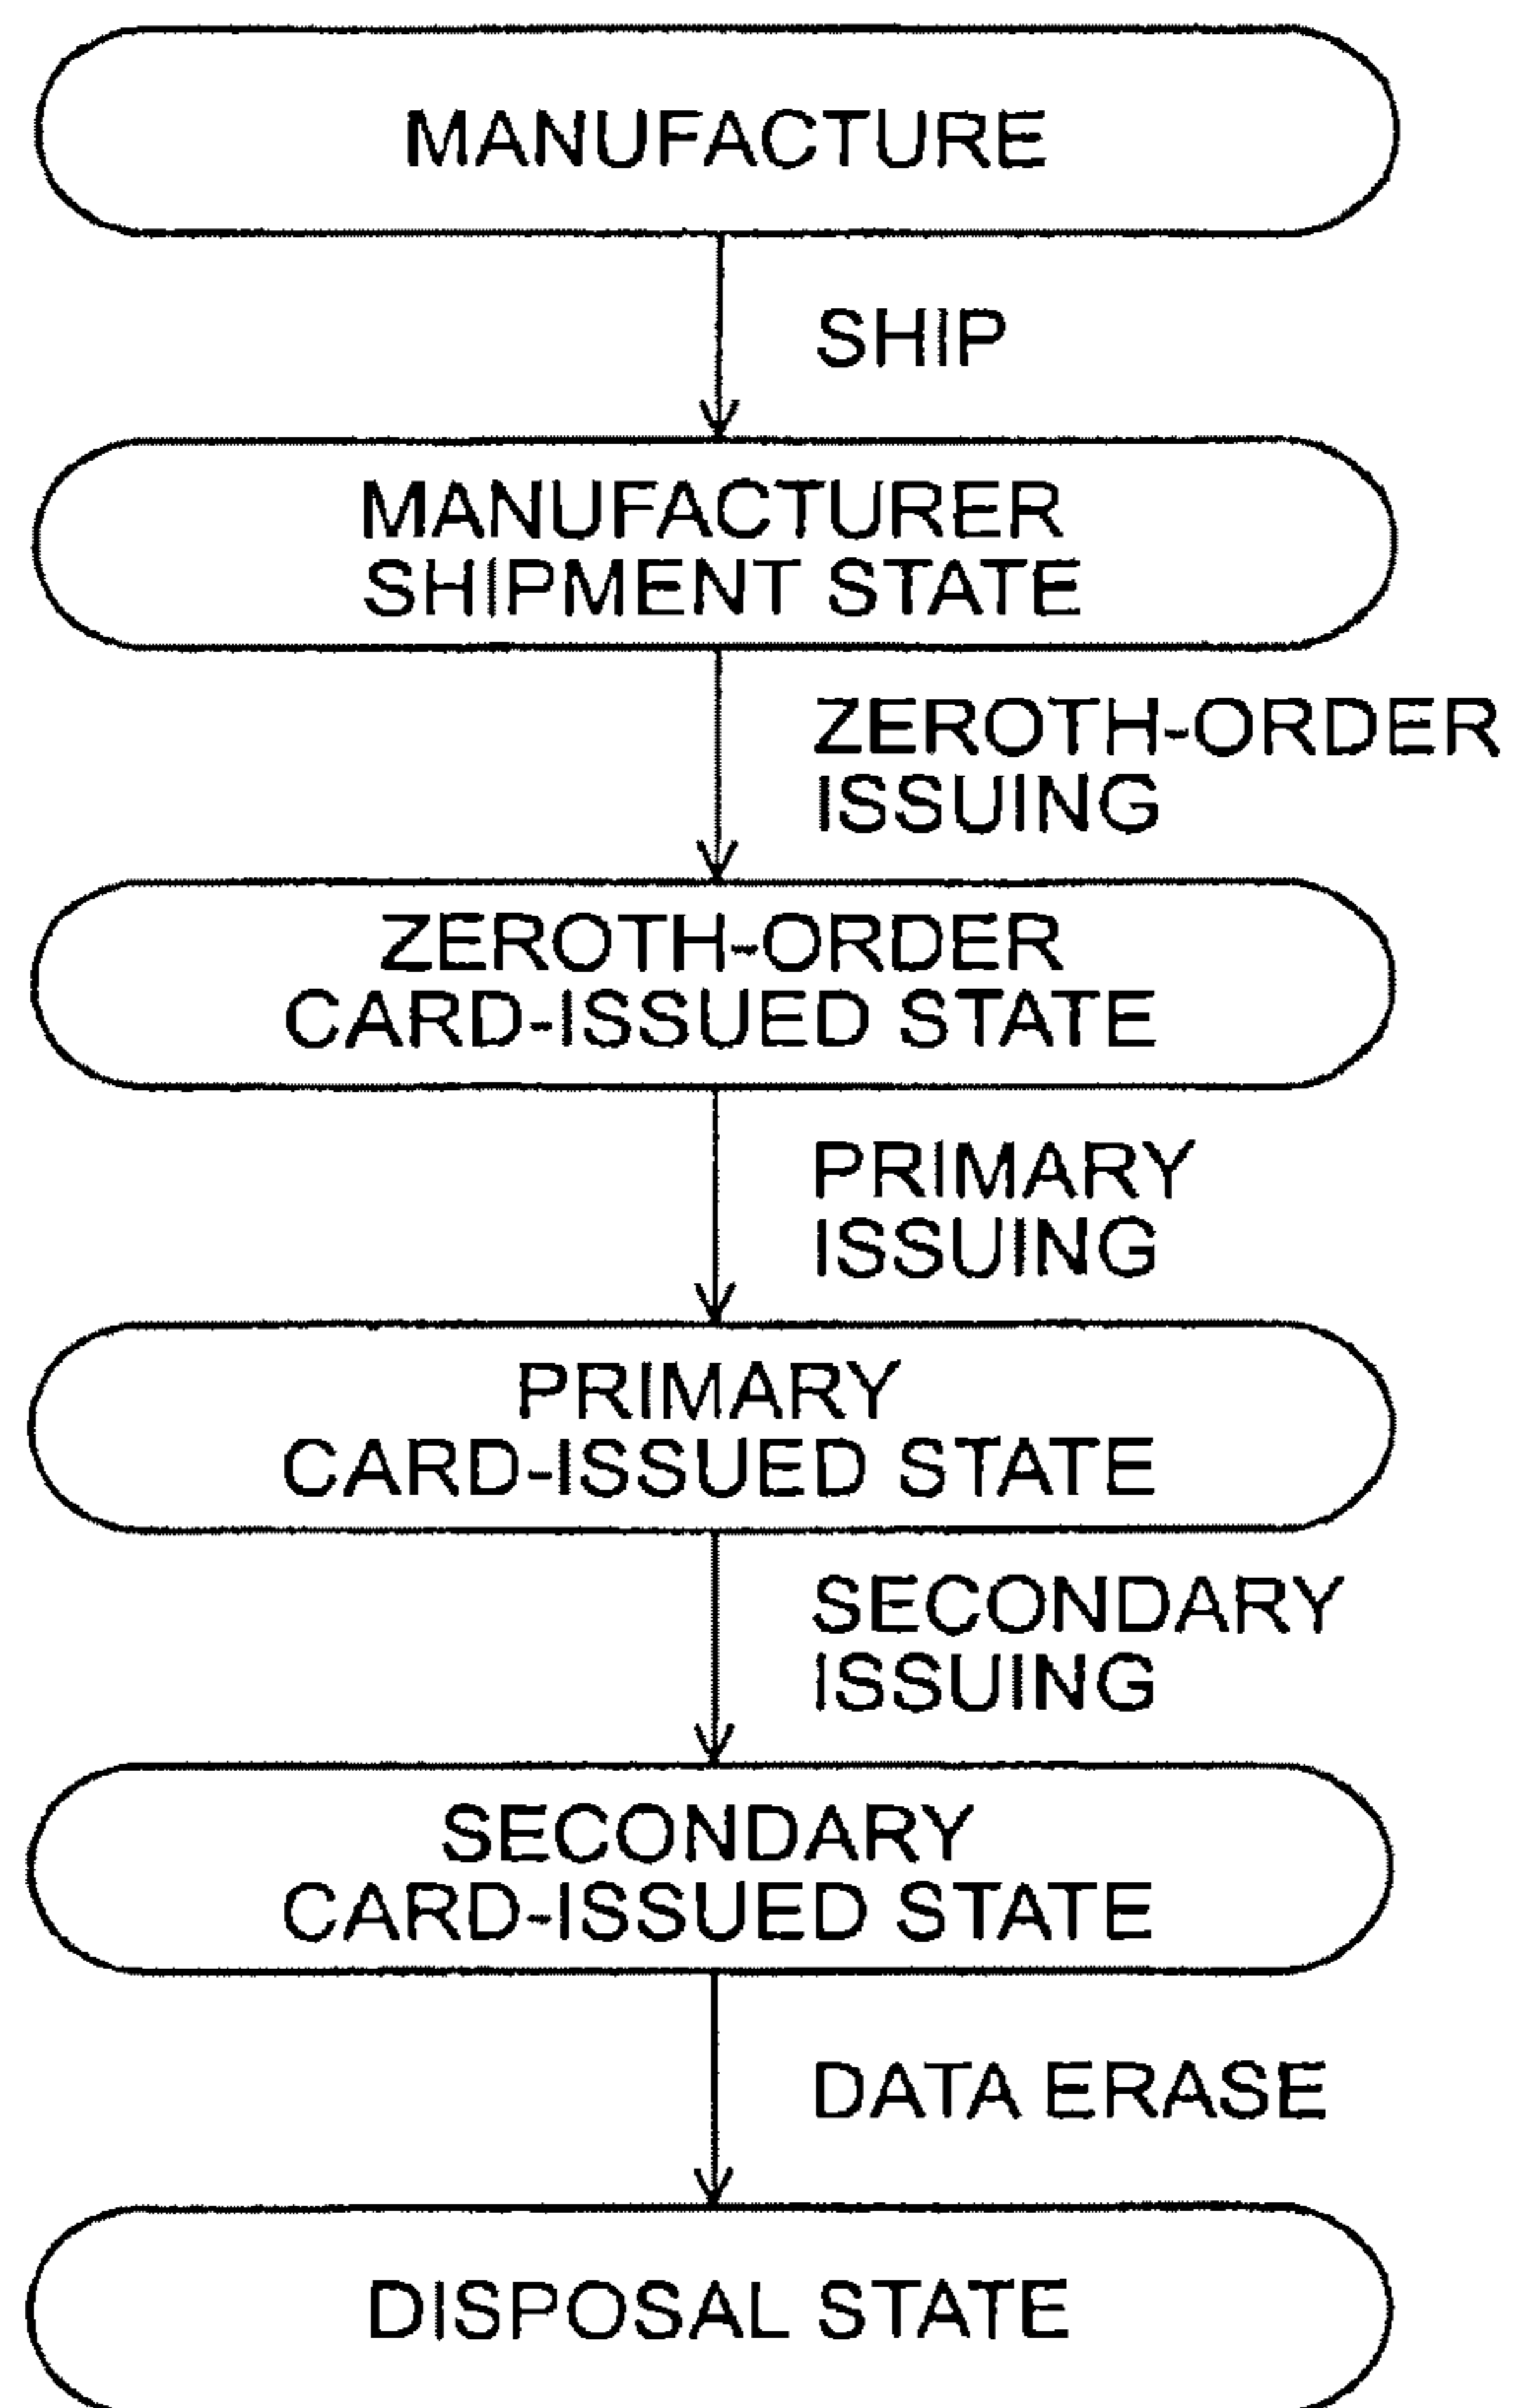 MANUFACTURE
SHIP
MANUFACTURER
SHIPMENT STATE
ZEROTH-ORDER
ISSUING
ZEROTH-ORDER
CARD-ISSUED STATE
PRIMARY
ISSUING
PRIMARY
CARD-ISSUED STATE
SECONDARY
ISSUING
SECONDARY
CARD-ISSUED STATE
DATA ERASE
DISPOSAL STATE